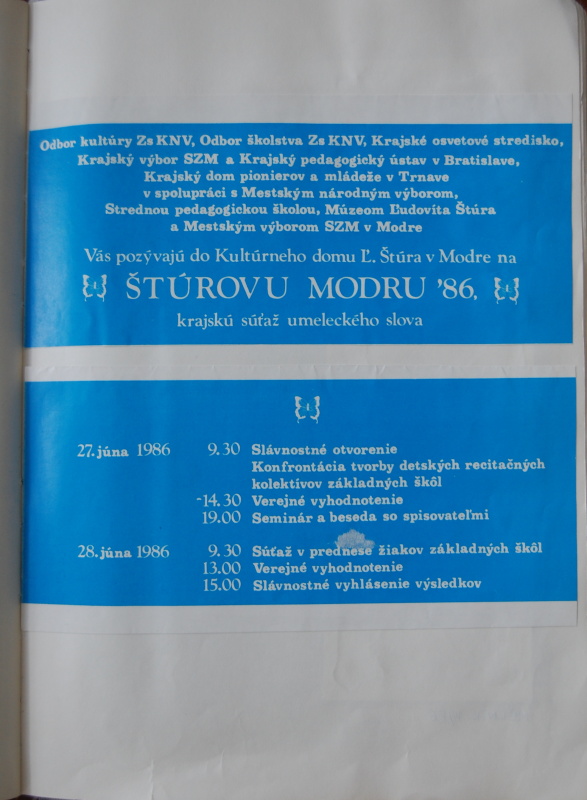 Odbor kultúry Zs KNV, Odbor školstva Zs KNV, Krajské osvetové stredisko,
Krajský výbor SZM a Krajský pedagogický ústav v Bratislave,
Krajský dom pionierov a mládeže v Trnave
v spolupráci s Mestským národným výborom,
Strednou pedagogickou školou, Múzeom Ľudovíta Štúra
a Mestským výborom SZM v Modre
Vás pozývajú do Kultúrneho domu Ľ. Štúra v Modre na
ŠTÚROVU MODRU '86.
krajskú súťaž umeleckého slova
27. júna 1986 9.30 Slávnostné otvorenie
Konfrontácia tvorby detských recitačných
kolektívov základných škôl
-14.30 Verejné vyhodnotenie
19.00 Seminár a beseda so spisovateľmi
28. júna 1986 9.30 Súťaž v prednese žiakov základných škôl
13.00 Verejné vyhodnotenie
15.00 Slávnostné vyhlásenie výsledkov